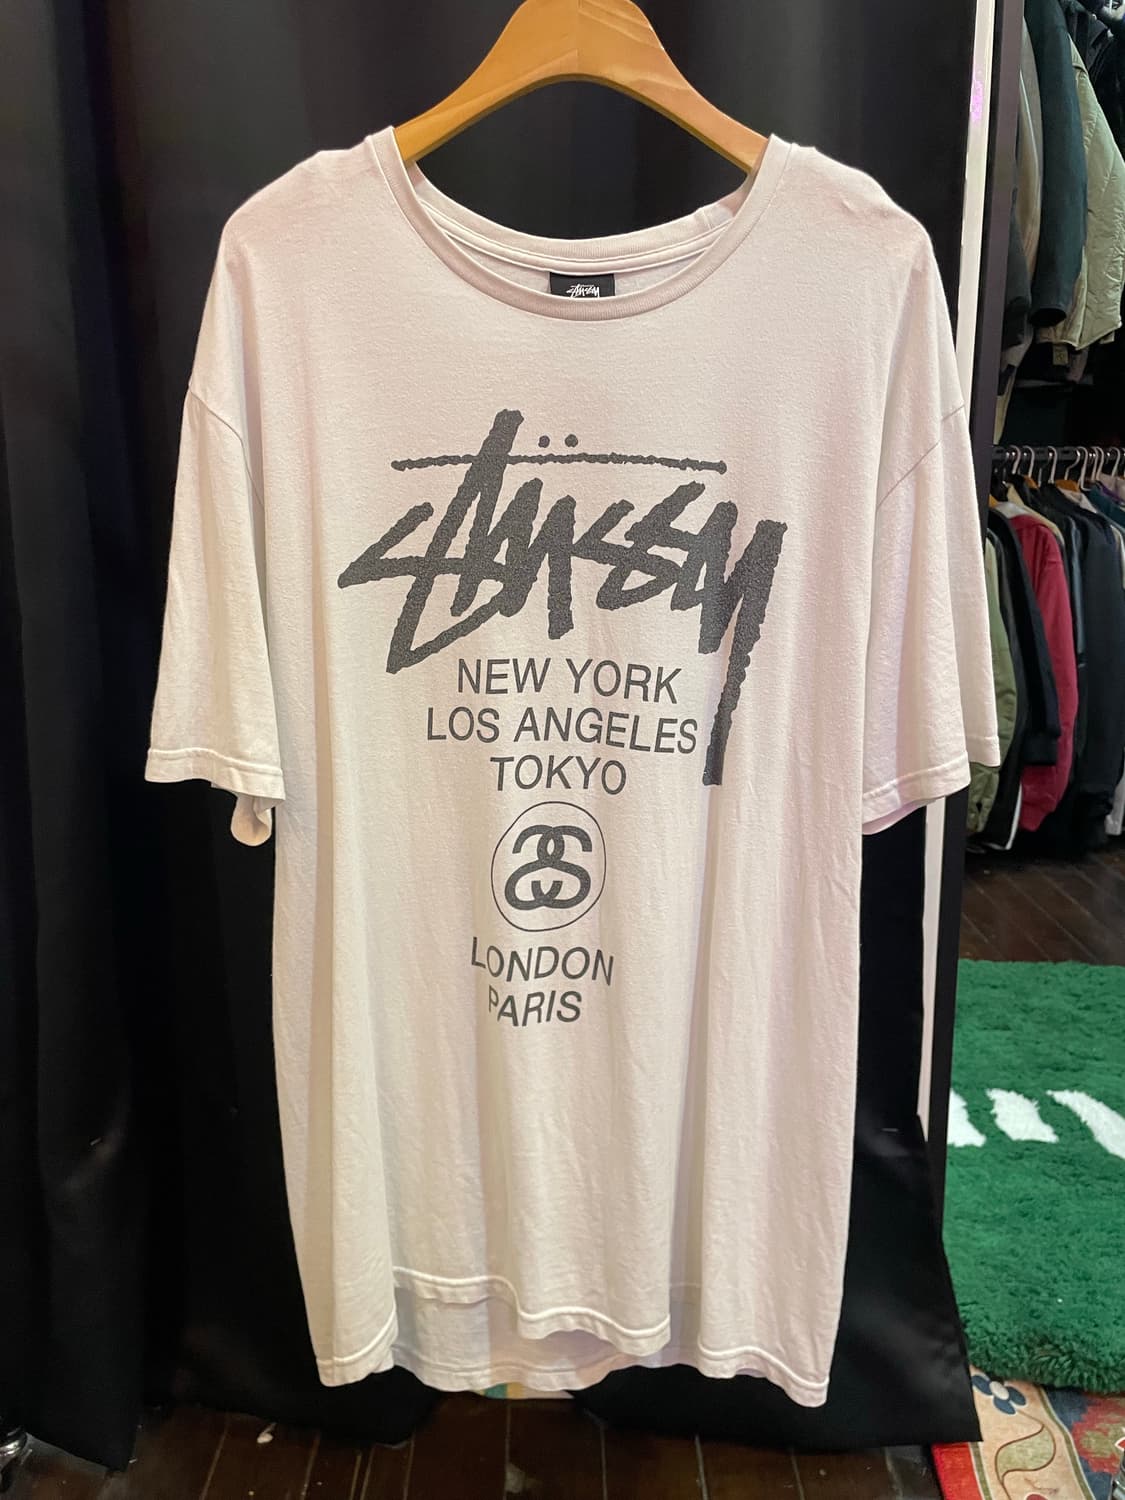 Stüssy
Stüssy
NEW YORK
LOS ANGELES
TOKYO
LONDON
PARIS